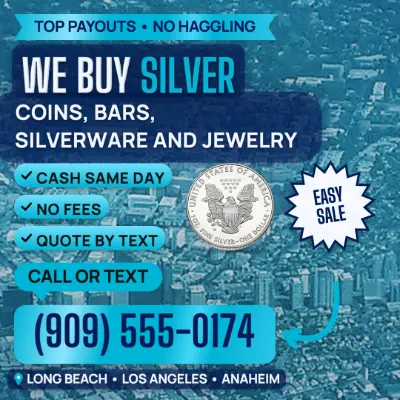 TOP PAYOUTS • NO HAGGLING
WE BUY SILVER
COINS, BARS,
SILVERWARE AND JEWELRY
CASH SAME DAY
NO FEES
QUOTE BY TEXT
CALL OR TEXT
(909) 555-0174
EASY
SALE
UNITED STATES OF AMERICA
1 OZ. FINE SILVER~ONE DOLLAR
LONG BEACH • LOS ANGELES • ANAHEIM